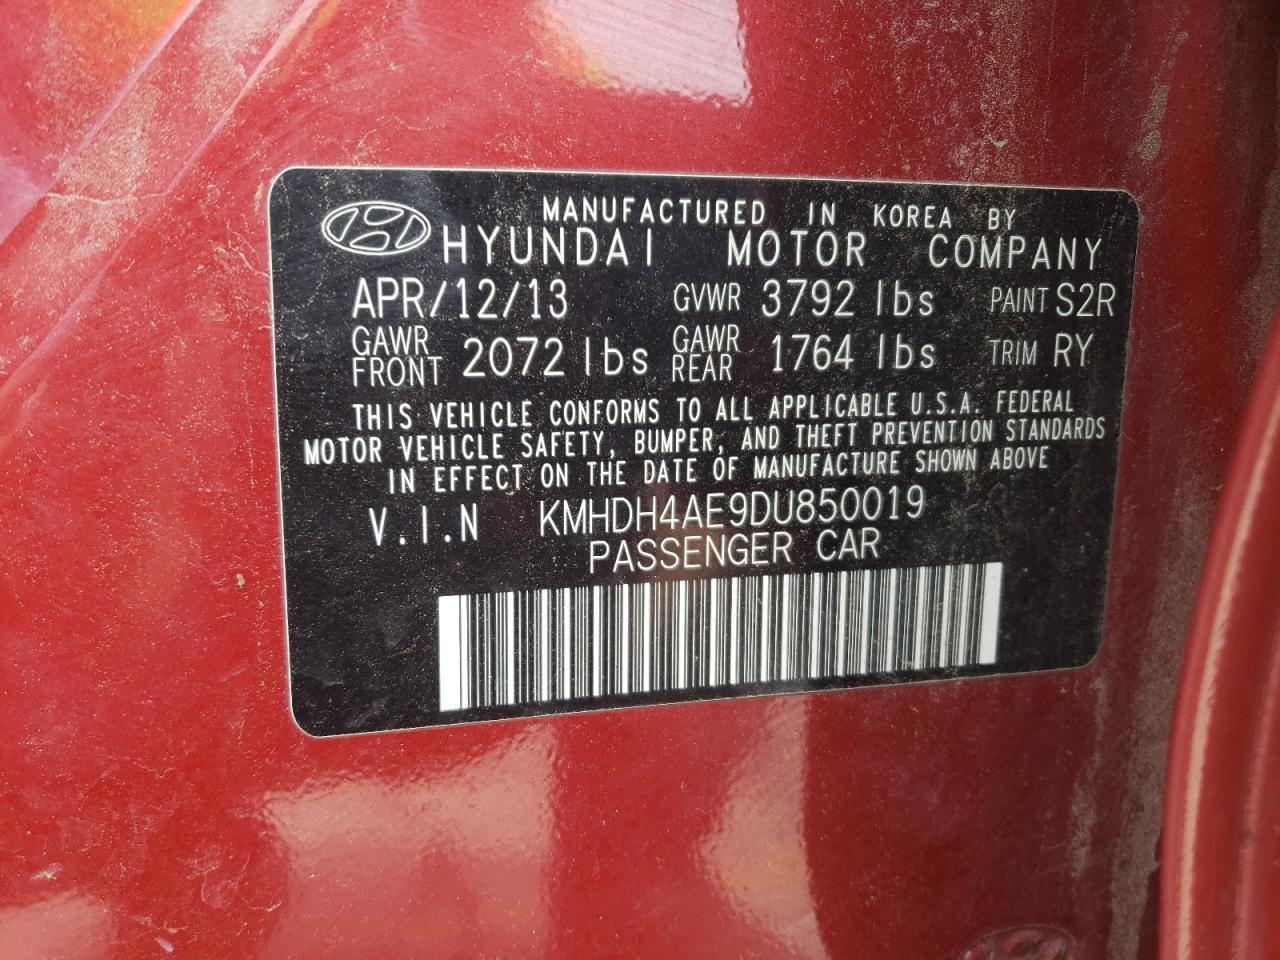 MANUFACTURED IN KOREA BY
HYUNDAI MOTOR COMPANY
APR/12/13 GVWR 3792 lbs PAINT S2R
GAWR FRONT 2072 lbs GAWR REAR 1764 lbs TRIM RY
THIS VEHICLE CONFORMS TO ALL APPLICABLE U.S.A. FEDERAL
MOTOR VEHICLE SAFETY, BUMPER, AND THEFT PREVENTION STANDARDS
IN EFFECT ON THE DATE OF MANUFACTURE SHOWN ABOVE
V.I.N KMHDH4AE9DU850019
PASSENGER CAR